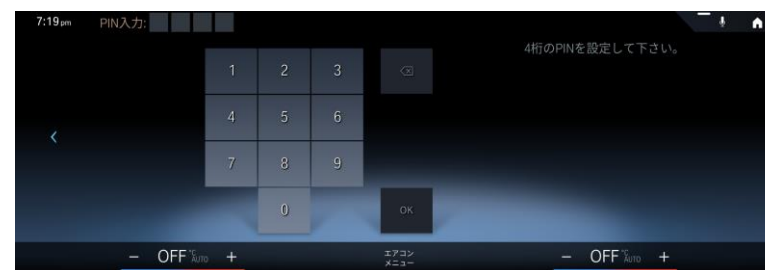 7:19 pm PIN入力:
4桁のPINを設定して下さい。
1 2 3
4 5 6
7 8 9
0 OK
− OFF °F AUTO +
エアコン
メニュー
− OFF °F AUTO +